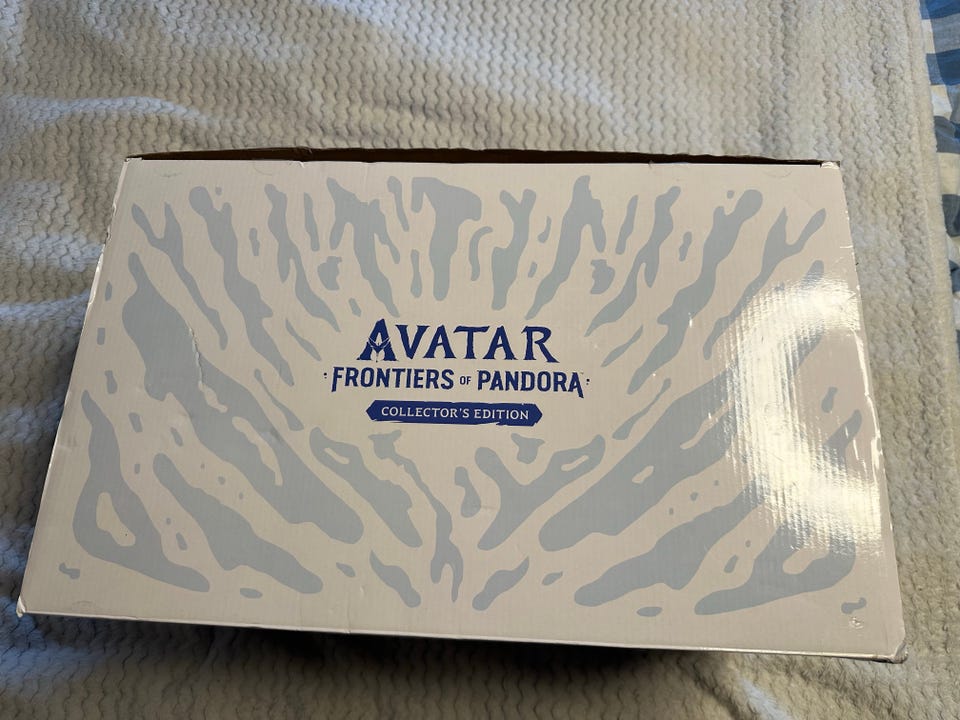 AVATAR
FRONTIERS OF PANDORA
COLLECTOR'S EDITION